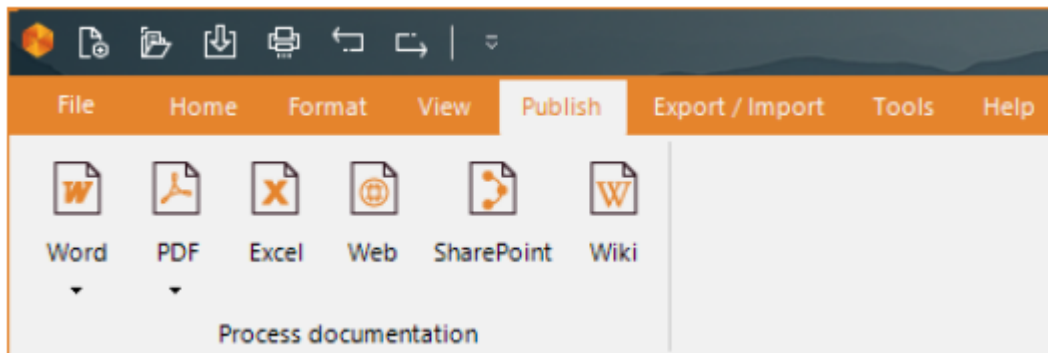 File Home Format View Publish Export / Import Tools Help
Word PDF Excel Web SharePoint Wiki
Process documentation